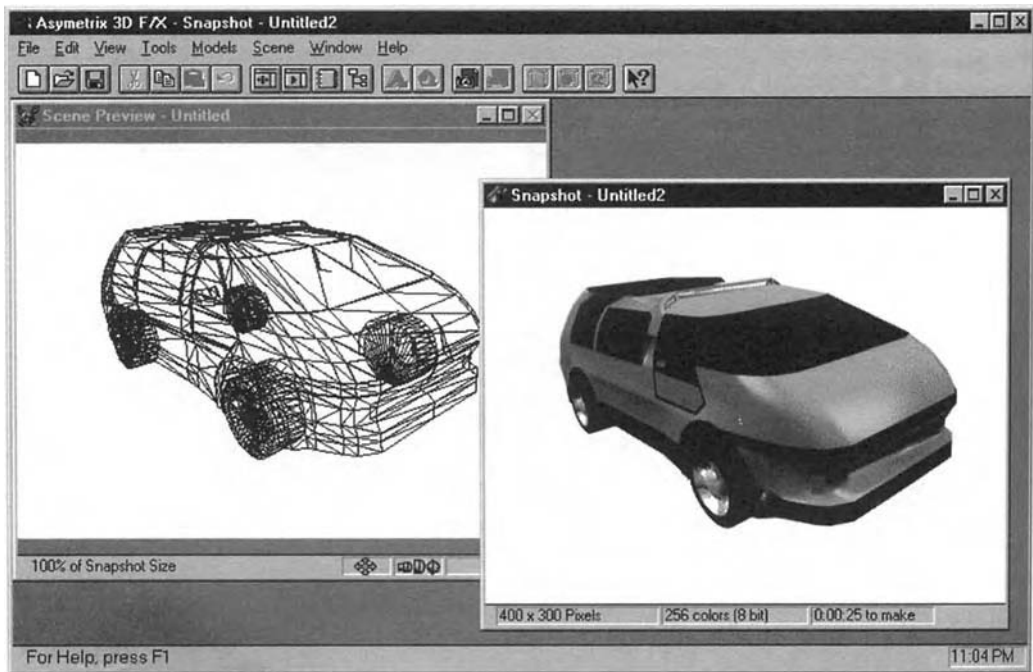 Asymetrix 3D F/X - Snapshot - Untitled2
File Edit View Tools Models Scene Window Help
Scene Preview - Untitled
Snapshot - Untitled2
100% of Snapshot Size
400 x 300 Pixels 256 colors (8 bit) 0:00:25 to make
For Help, press F1 11:04 PM